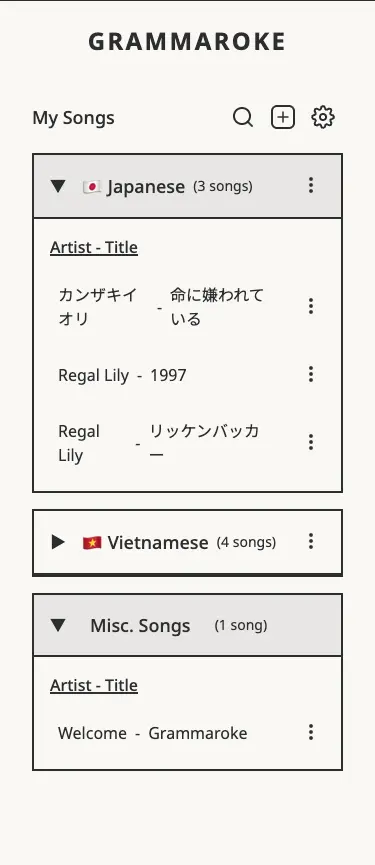 GRAMMAROKE
My Songs
Japanese (3 songs)
Artist - Title
カンザキイ
オリ
-
命に嫌われて
いる
Regal Lily - 1997
Regal
Lily
-
リッケンバッカ
ー
Vietnamese (4 songs)
Misc. Songs (1 song)
Artist - Title
Welcome - Grammaroke